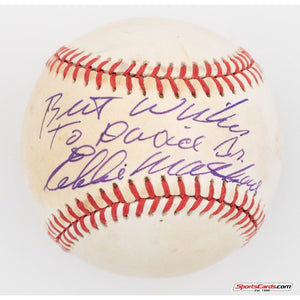 Best Wishes
To David Jr.
Eddie Mathews
SportsCards.com